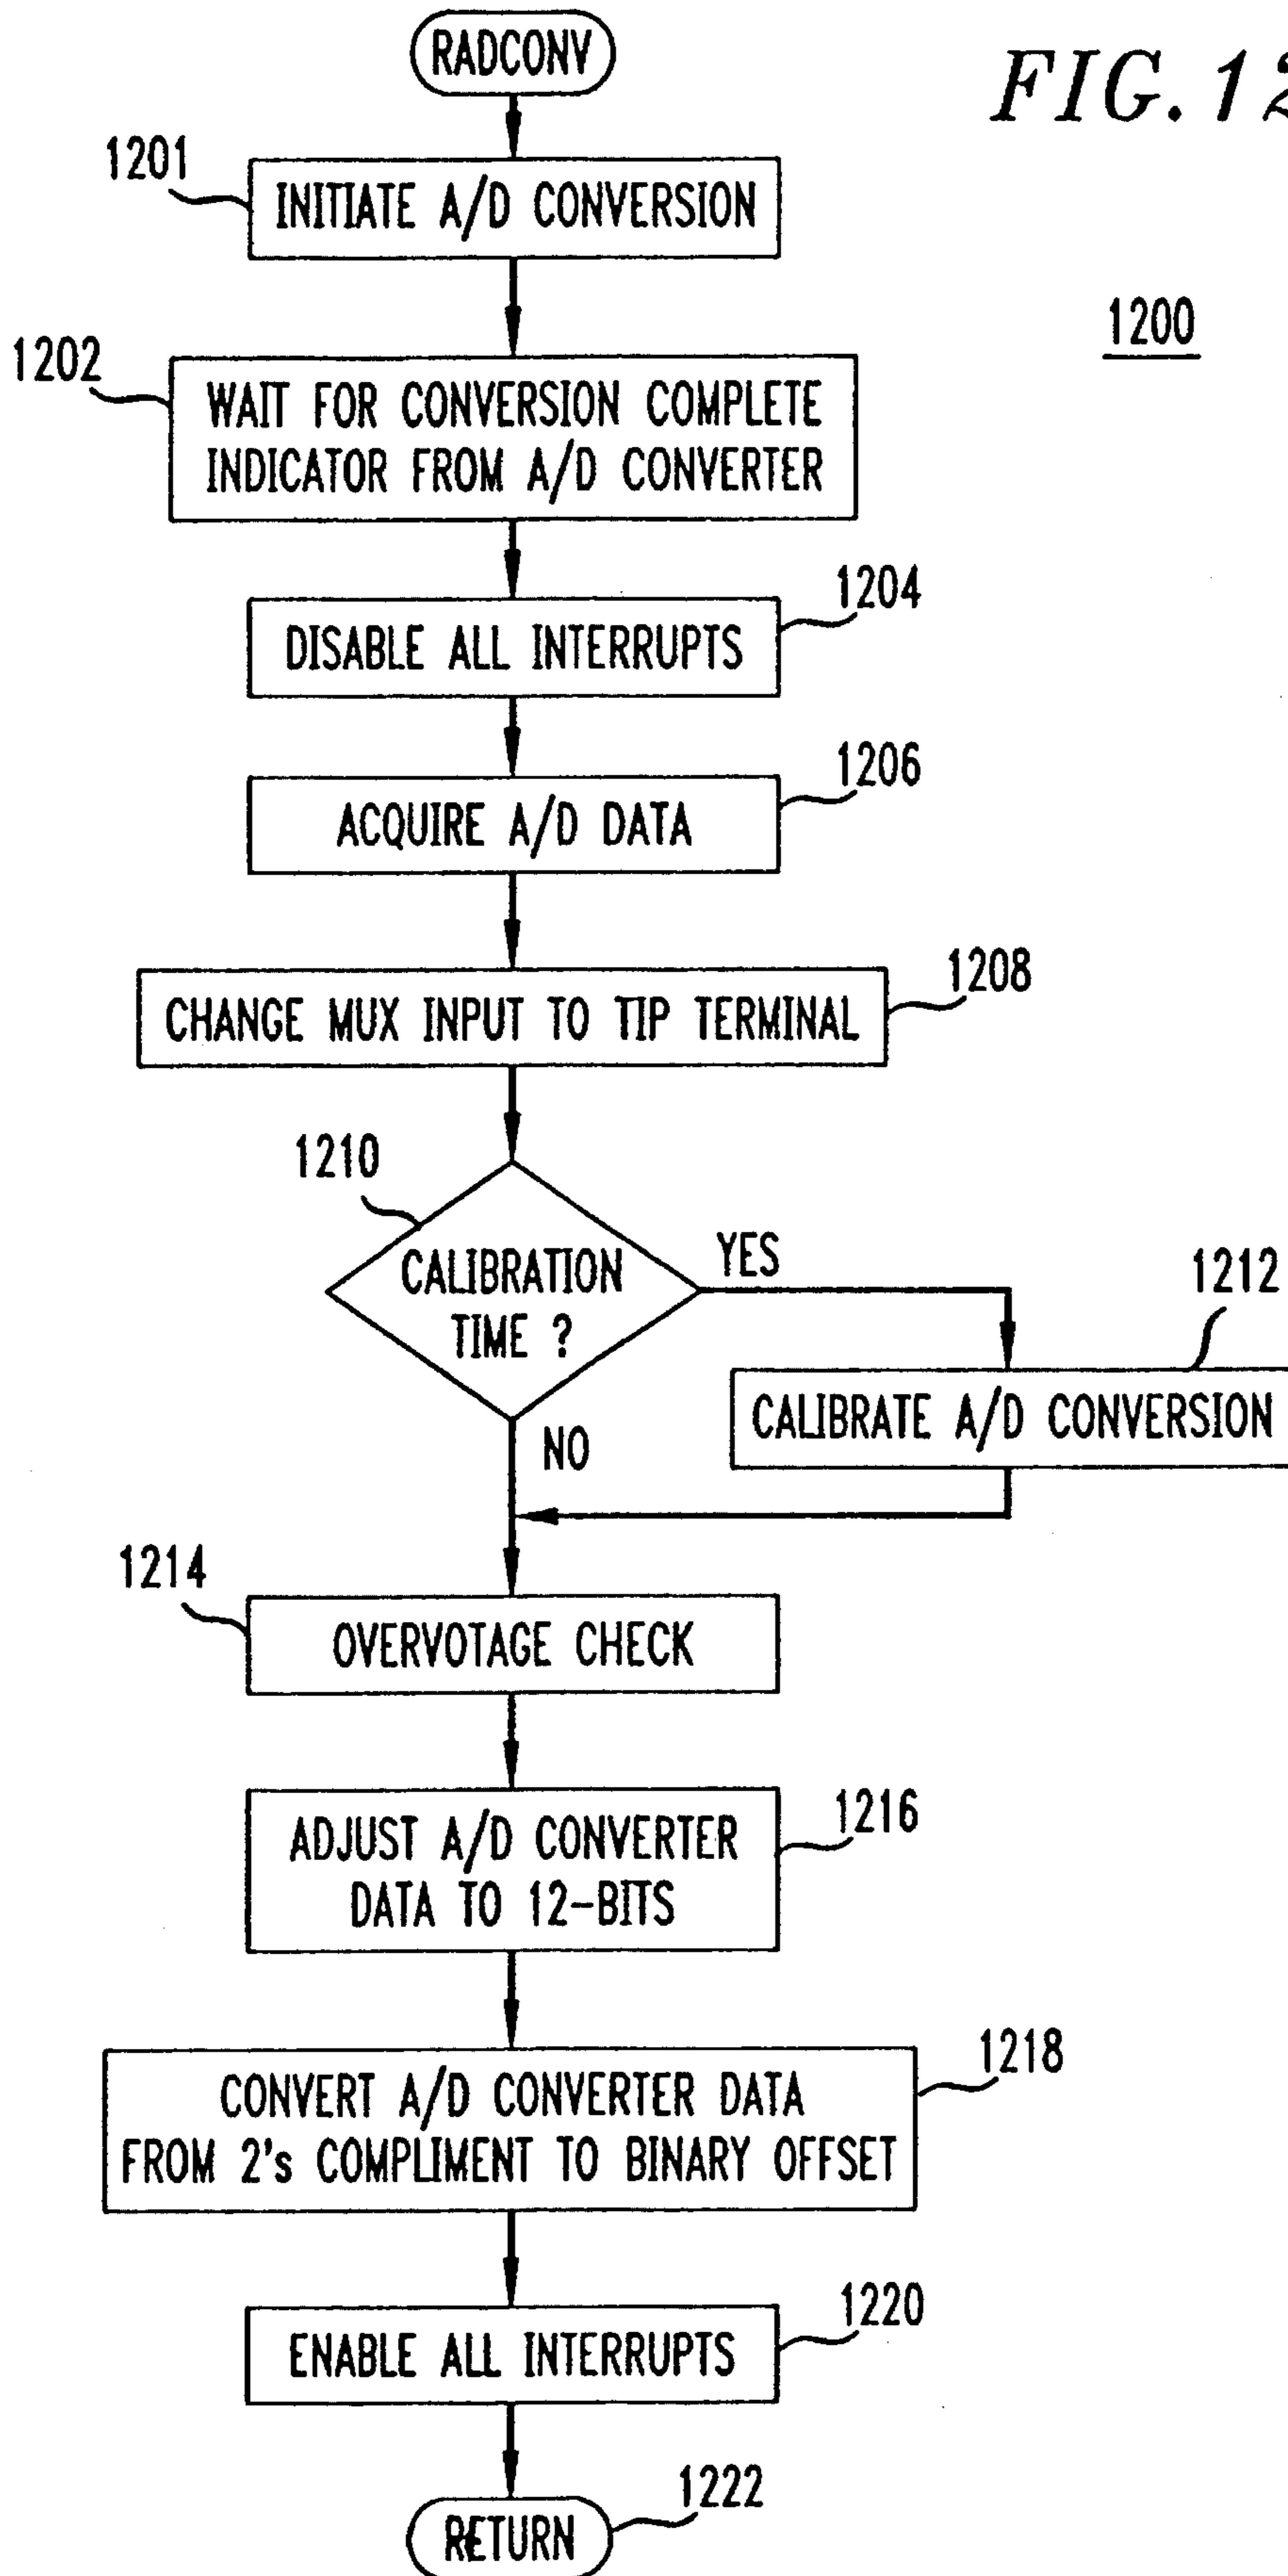 RADCONV
FIG. 12
1201
INITIATE A/D CONVERSION
1200
1202
WAIT FOR CONVERSION COMPLETE
INDICATOR FROM A/D CONVERTER
1204
DISABLE ALL INTERRUPTS
1206
ACQUIRE A/D DATA
1208
CHANGE MUX INPUT TO TIP TERMINAL
1210
CALIBRATION
TIME ?
YES
1212
CALIBRATE A/D CONVERSION
NO
1214
OVERVOTAGE CHECK
1216
ADJUST A/D CONVERTER
DATA TO 12-BITS
1218
CONVERT A/D CONVERTER DATA
FROM 2's COMPLIMENT TO BINARY OFFSET
1220
ENABLE ALL INTERRUPTS
1222
RETURN